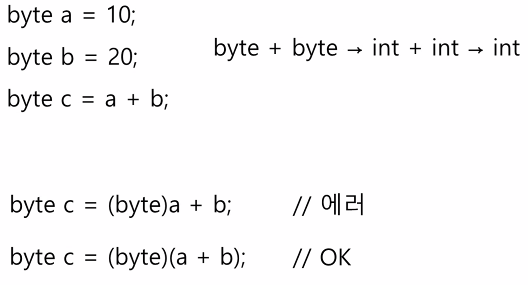 byte a = 10;
byte b = 20;
byte + byte → int + int → int
byte c = a + b;
byte c = (byte)a + b; // 에러
byte c = (byte)(a + b); // OK